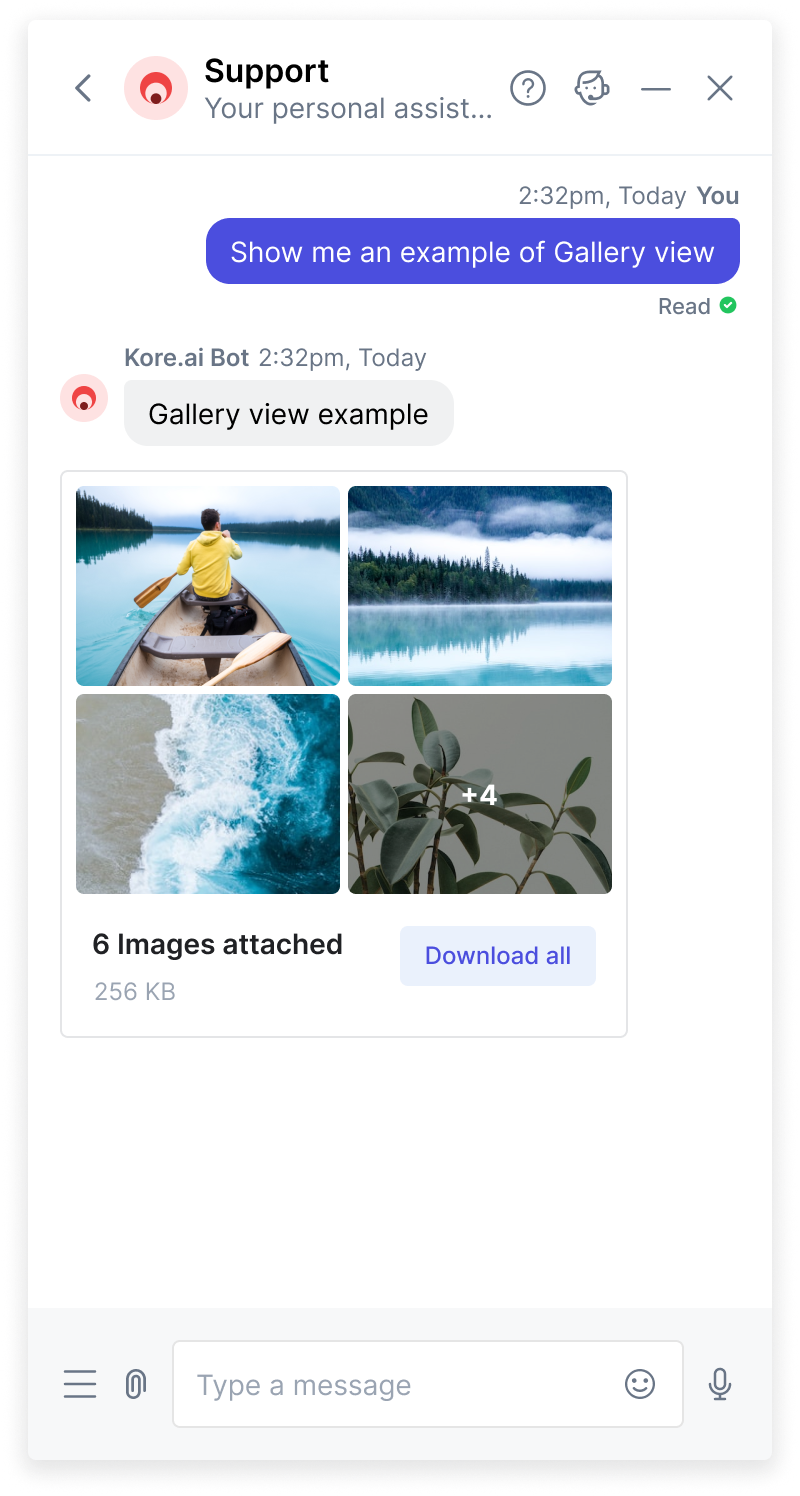 Support
Your personal assist...
2:32pm, Today You
Show me an example of Gallery view
Read
Kore.ai Bot 2:32pm, Today
Gallery view example
+4
6 Images attached
Download all
256 KB
Type a message